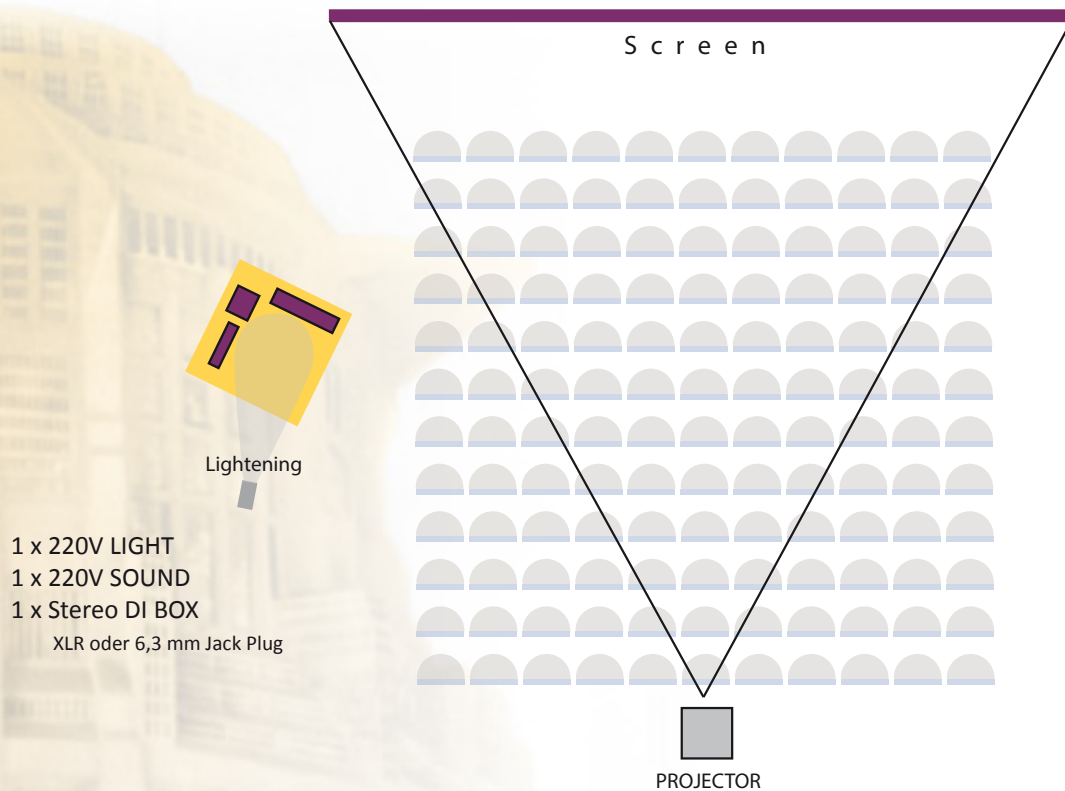 Screen
Lightening
1 x 220V LIGHT
1 x 220V SOUND
1 x Stereo DI BOX
XLR oder 6,3 mm Jack Plug
PROJECTOR